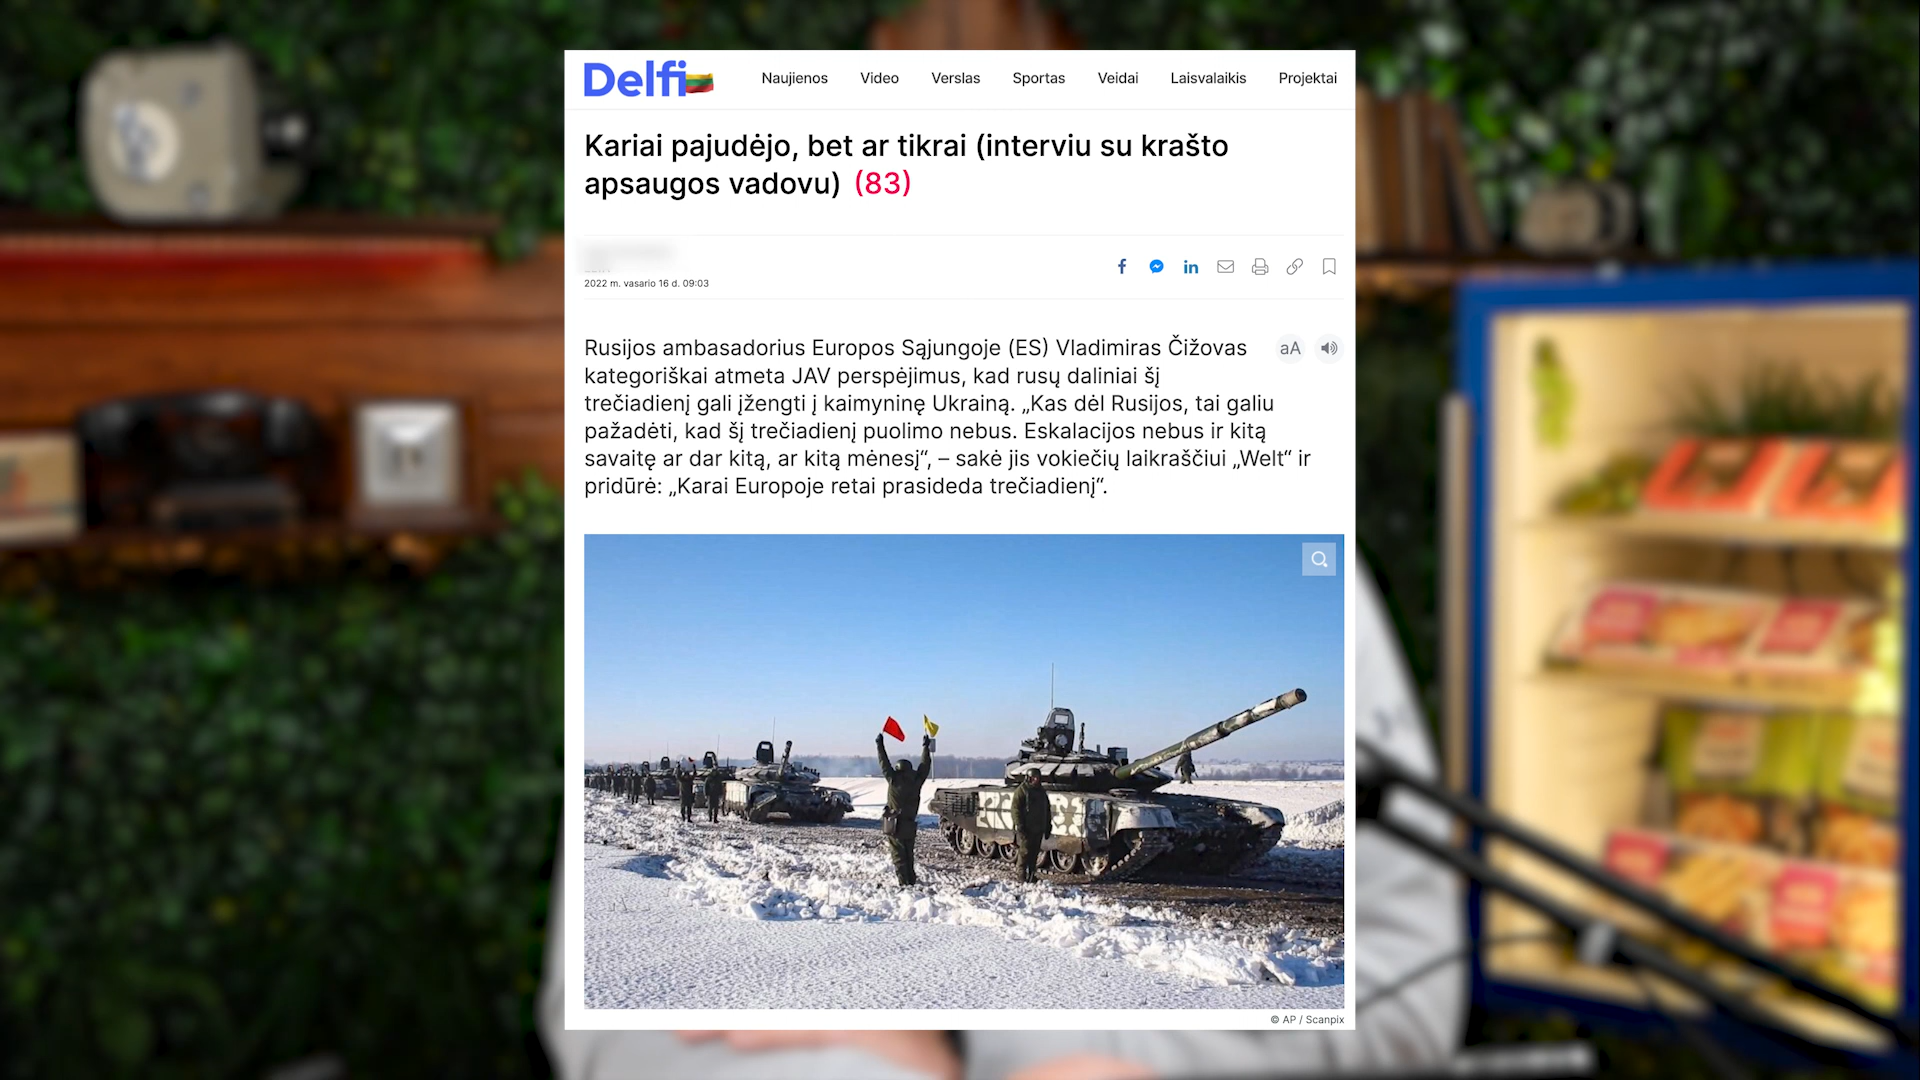 Delfi
Naujienos Video Verslas Sportas Veidai Laisvalaikis Projektai
Kariai pajudėjo, bet ar tikrai (interviu su krašto
apsaugos vadovu) (83)
2022 m. vasario 16 d. 09:03
Rusijos ambasadorius Europos Sąjungoje (ES) Vladimiras Čižovas
aA
kategoriškai atmeta JAV perspėjimus, kad rusų daliniai šį
trečiadienį gali įžengti į kaimyninę Ukrainą. „Kas dėl Rusijos, tai galiu
pažadėti, kad šį trečiadienį puolimo nebus. Eskalacijos nebus ir kitą
savaitę ar dar kitą, ar kitą mėnesį“, – sakė jis vokiečių laikraščiui „Welt“ ir
pridūrė: „Karai Europoje retai prasideda trečiadienį“.
© AP / Scanpix